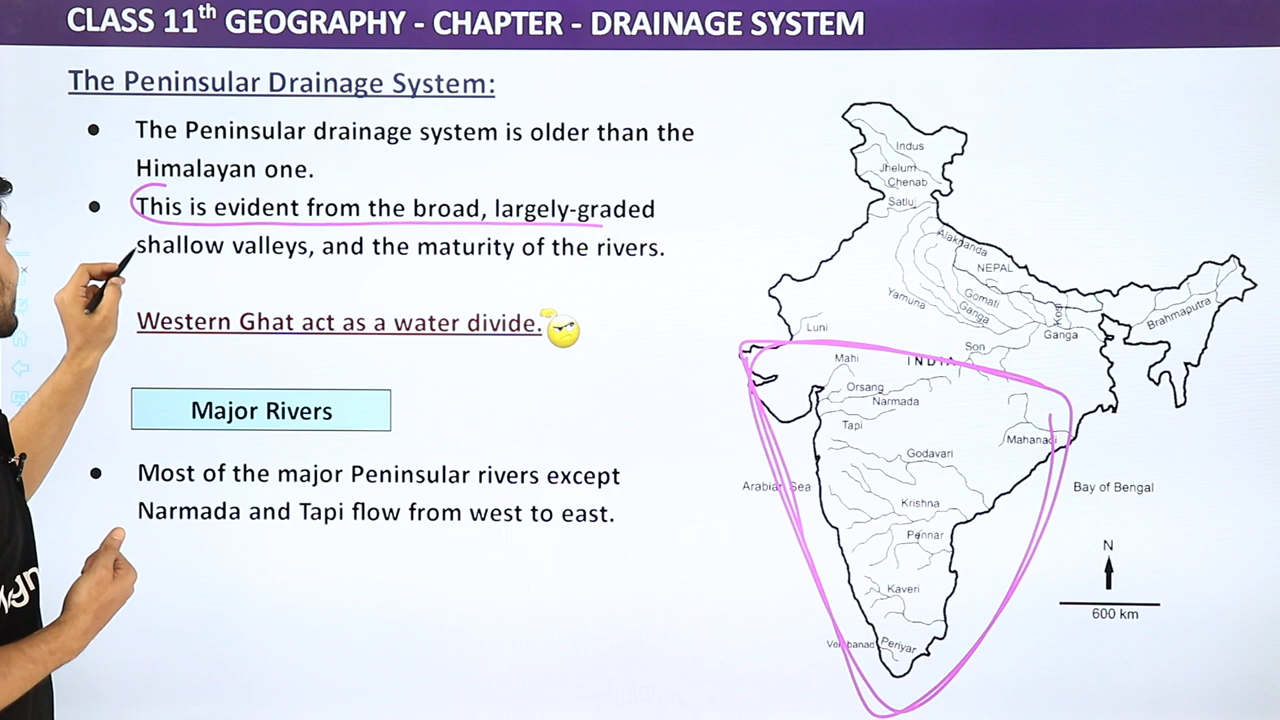 CLASS 11th GEOGRAPHY - CHAPTER - DRAINAGE SYSTEM
The Peninsular Drainage System:
• The Peninsular drainage system is older than the
Himalayan one.
• This is evident from the broad, largely-graded
shallow valleys, and the maturity of the rivers.
Western Ghat act as a water divide.
Major Rivers
• Most of the major Peninsular rivers except
Narmada and Tapi flow from west to east.
Indus
Jhelum
Chenab
Satluj
Alaknanda
NEPAL
Yamuna
Gomati
Ganga
Kosi
Ganga
Brahmaputra
Luni
Son
Mahi
INDIA
Orsang
Narmada
Tapi
Mahanadi
Godavari
Arabian Sea
Bay of Bengal
Krishna
Pennar
N
Kaveri
600 km
Periyar